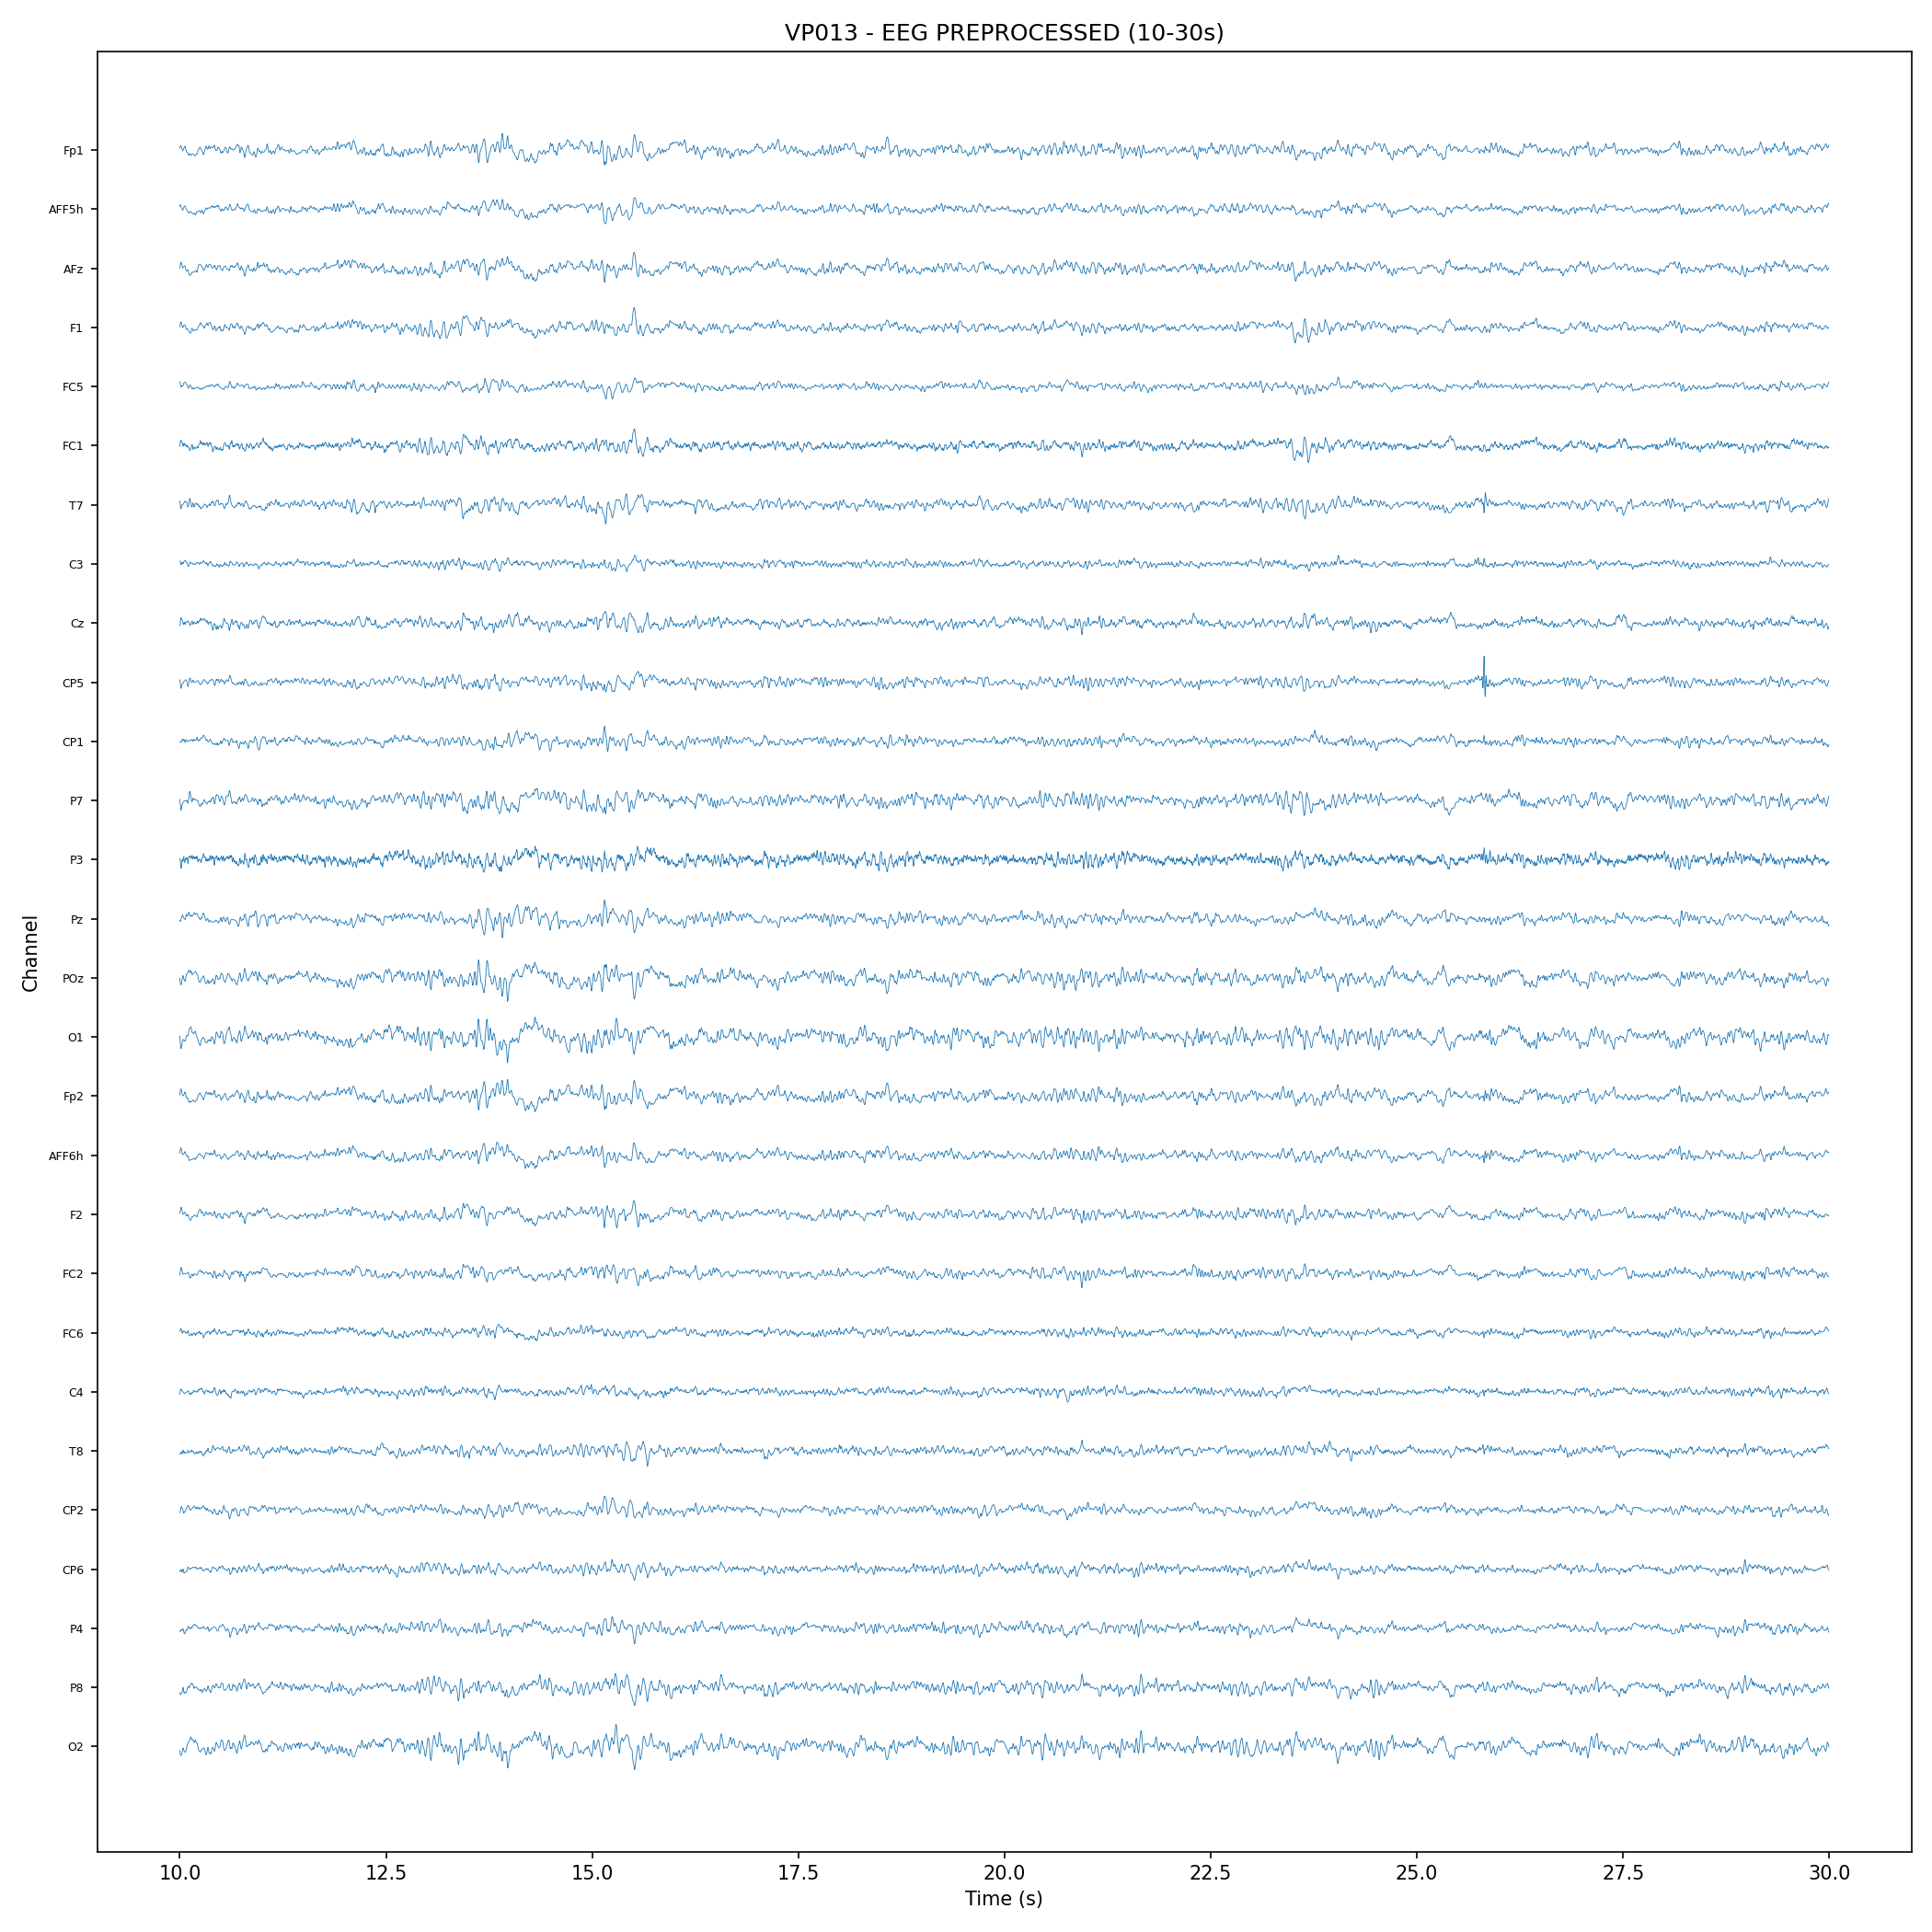 VP013 - EEG PREPROCESSED (10-30s)
Fp1
AFF5h
AFz
F1
FC5
FC1
T7
C3
Cz
CP5
CP1
P7
P3
Pz
POz
O1
Fp2
AFF6h
F2
FC2
FC6
C4
T8
CP2
CP6
P4
P8
O2
Channel
10.0 12.5 15.0 17.5 20.0 22.5 25.0 27.5 30.0
Time (s)